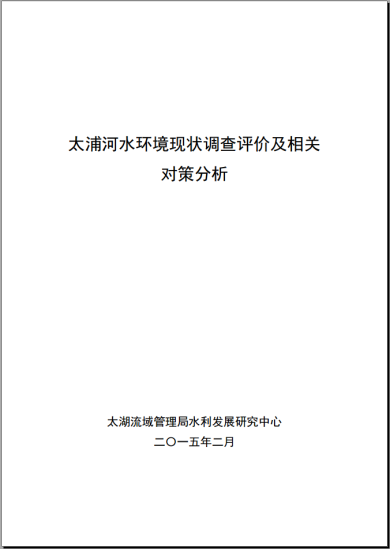 太浦河水环境现状调查评价及相关
对策分析
太湖流域管理局水利发展研究中心
二〇一五年二月